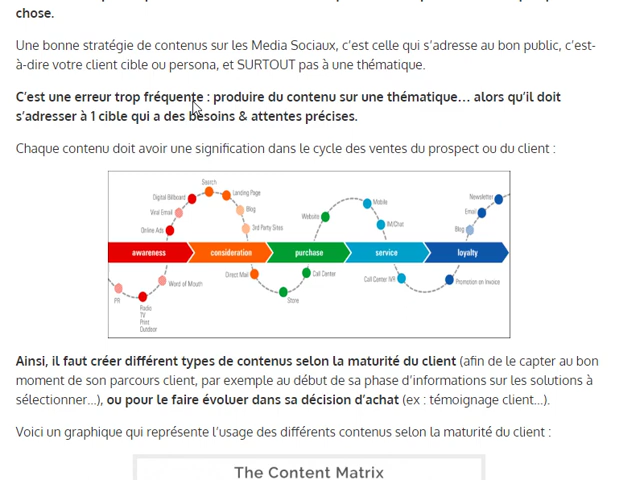 chose.
Une bonne stratégie de contenus sur les Media Sociaux, c'est celle qui s'adresse au bon public, c'est-
à-dire votre client cible ou persona, et SURTOUT pas à une thématique.
C'est une erreur trop fréquente : produire du contenu sur une thématique… alors qu'il doit
s'adresser à 1 cible qui a des besoins & attentes précises.
Chaque contenu doit avoir une signification dans le cycle des ventes du prospect ou du client :
Search
Digital Billboard
Landing Page
Viral Email
Blog
Online Ads
3rd Party Sites
Website
Mobile
IM/Chat
Newsletter
Email
Blog
awareness
consideration
purchase
service
loyalty
PR
Radio
TV
Print
Outdoor
Word of Mouth
Direct Mail
Store
Call Center
Call Center IVR
Promotion on Invoice
Ainsi, il faut créer différent types de contenus selon la maturité du client (afin de le capter au bon
moment de son parcours client, par exemple au début de sa phase d'informations sur les solutions à
sélectionner…), ou pour le faire évoluer dans sa décision d'achat (ex : témoignage client…).
Voici un graphique qui représente l'usage des différents contenus selon la maturité du client :
The Content Matrix